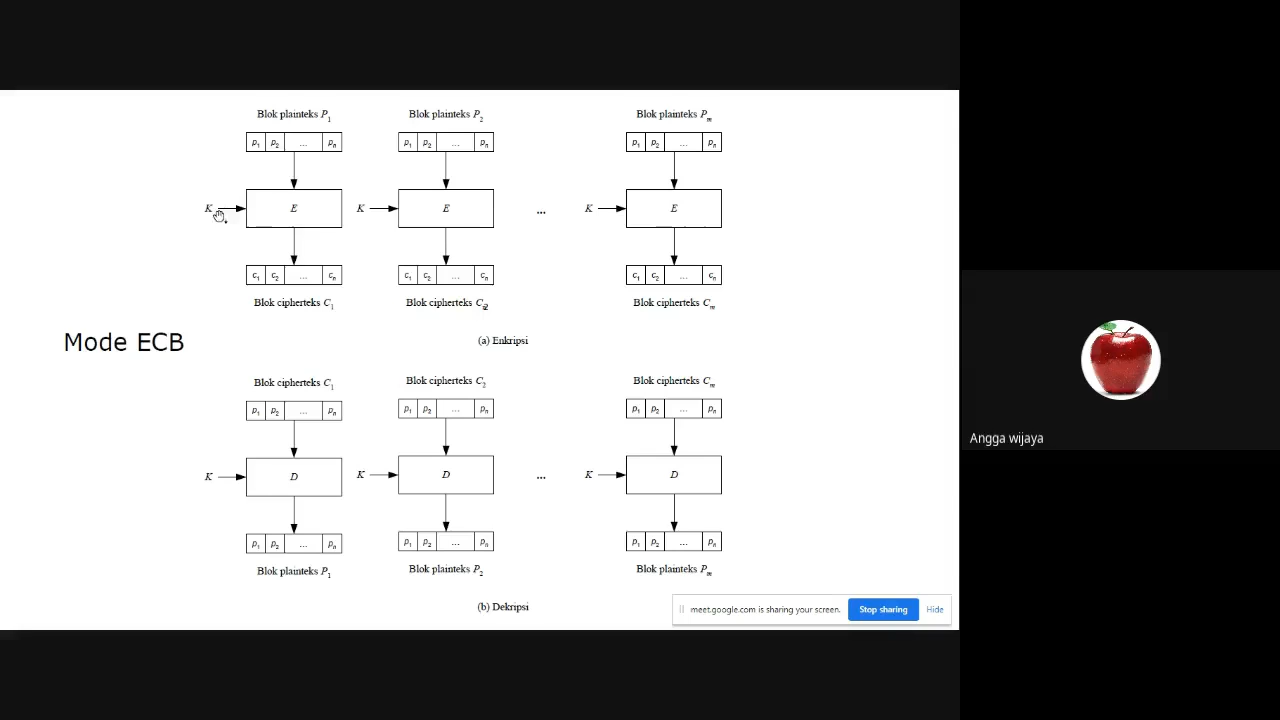 Blok plainteks P1 Blok plainteks P2 Blok plainteks Pm
p1 p2 ... pn p1 p2 ... pn p1 p2 ... pn
K E K E ... K E
c1 c2 ... cn c1 c2 ... cn c1 c2 ... cn
Blok cipherteks C1 Blok cipherteks C2 Blok cipherteks Cm
(a) Enkripsi
Mode ECB
Blok cipherteks C1 Blok cipherteks C2 Blok cipherteks Cm
p1 p2 ... pn p1 p2 ... pn p1 p2 ... pn
K D K D ... K D
p1 p2 ... pn p1 p2 ... pn p1 p2 ... pn
Blok plainteks P1 Blok plainteks P2 Blok plainteks Pm
(b) Dekripsi
meet.google.com is sharing your screen. Stop sharing Hide
Angga wijaya